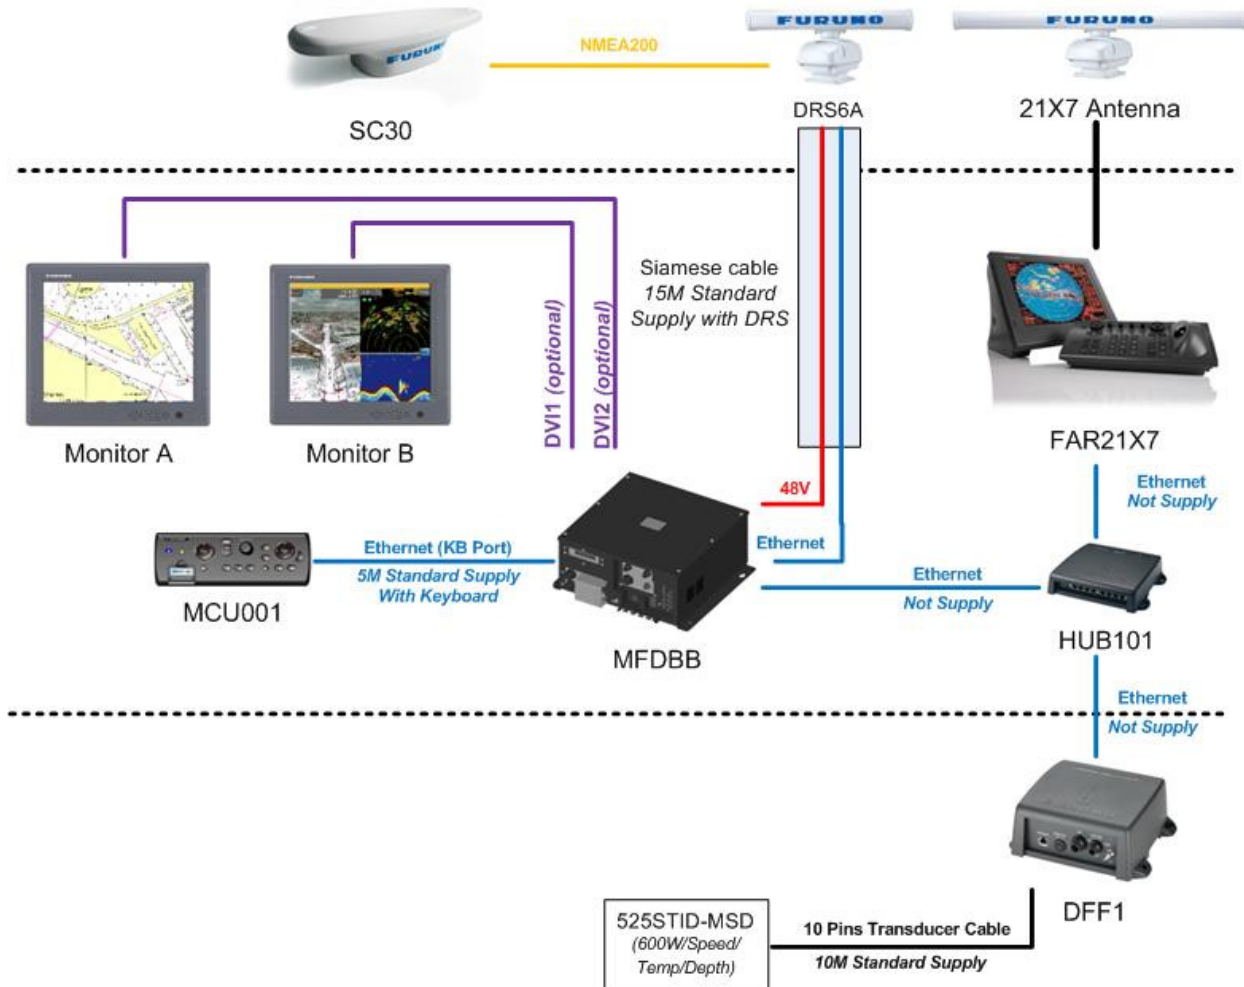 FURUNO
FURUNO
FURUNO
NMEA200
SC30
DRS6A
21X7 Antenna
Siamese cable
15M Standard
Supply with DRS
DVI1 (optional)
DVI2 (optional)
Monitor A
Monitor B
FAR21X7
48V
Ethernet
Not Supply
Ethernet (KB Port)
5M Standard Supply
With Keyboard
Ethernet
Ethernet
Not Supply
MCU001
MFDBB
HUB101
Ethernet
Not Supply
DFF1
525STID-MSD
(600W/Speed/
Temp/Depth)
10 Pins Transducer Cable
10M Standard Supply